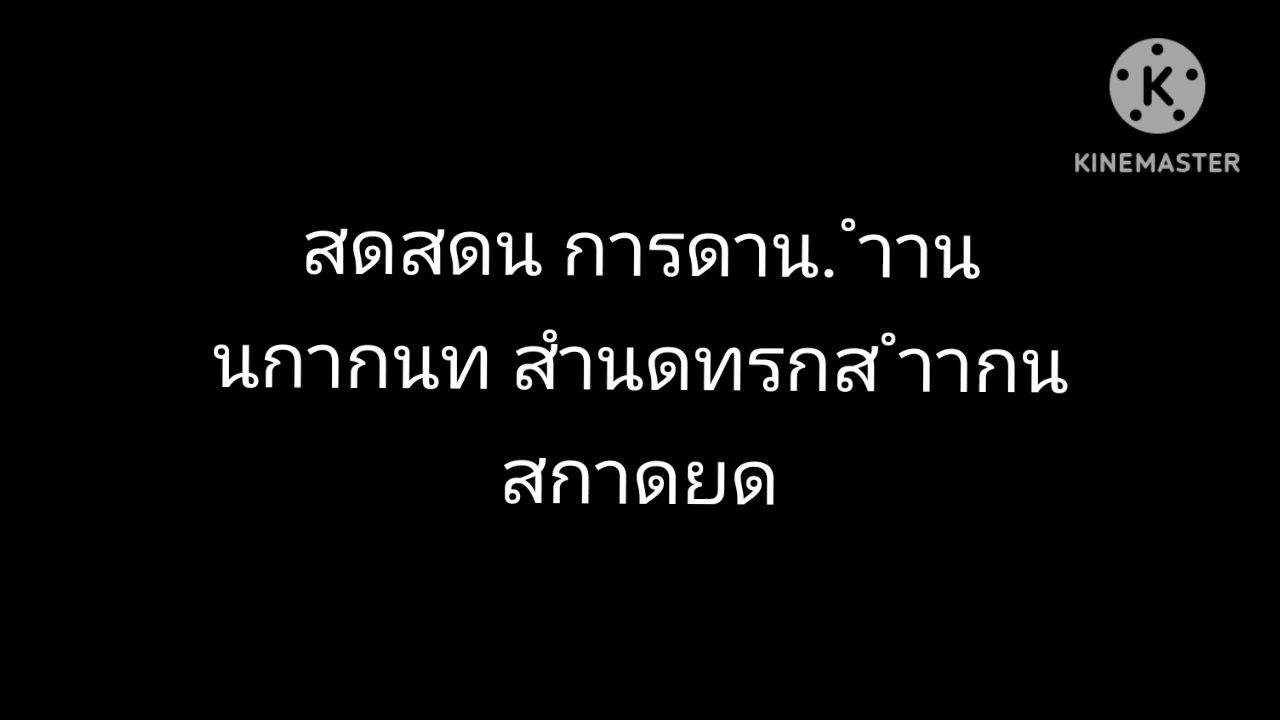 KINEMASTER
สดสดน การดาน. ำาน
นกากนท สำนดทรกส ำากน
สกาดยด